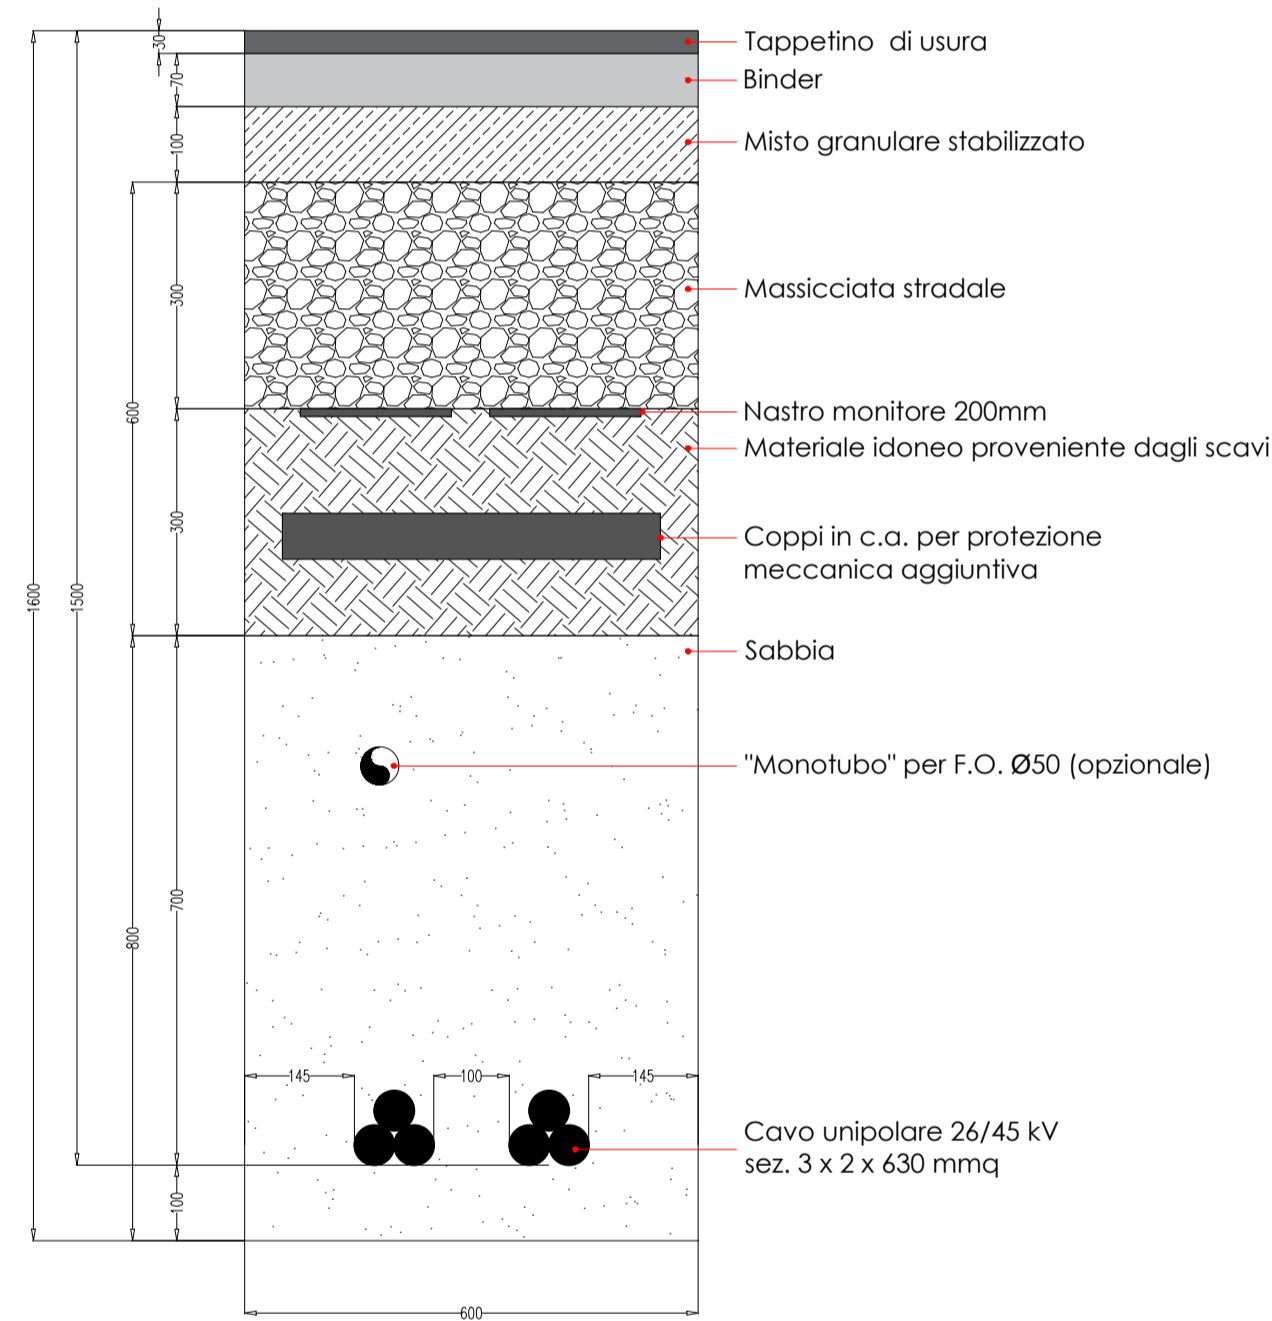 30
Tappetino di usura
70
Binder
100
Misto granulare stabilizzato
300
Massicciata stradale
600
Nastro monitore 200mm
Materiale idoneo proveniente dagli scavi
300
Coppi in c.a. per protezione
meccanica aggiuntiva
1600
1500
Sabbia
"Monotubo" per F.O. Ø50 (opzionale)
700
800
145
100
145
Cavo unipolare 26/45 kV
sez. 3 x 2 x 630 mmq
100
600